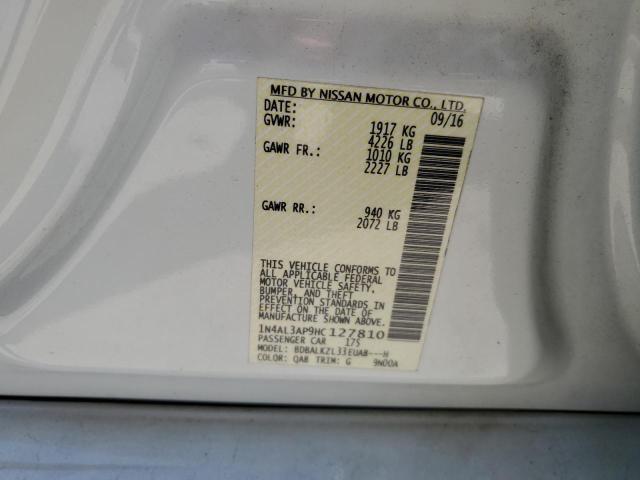 MFD BY NISSAN MOTOR CO., LTD.
DATE: 09/16
GVWR: 1917 KG
4226 LB
GAWR FR.: 1010 KG
2227 LB
GAWR RR.: 940 KG
2072 LB
THIS VEHICLE CONFORMS TO
ALL APPLICABLE FEDERAL
MOTOR VEHICLE SAFETY,
BUMPER, AND THEFT
PREVENTION STANDARDS IN
EFFECT ON THE DATE OF
MANUFACTURE SHOWN ABOVE.
1N4AL3AP9HC127810
PASSENGER CAR 175
MODEL: BDBALKZL33EUAB---H
COLOR: QAB TRIM: G 9N00A